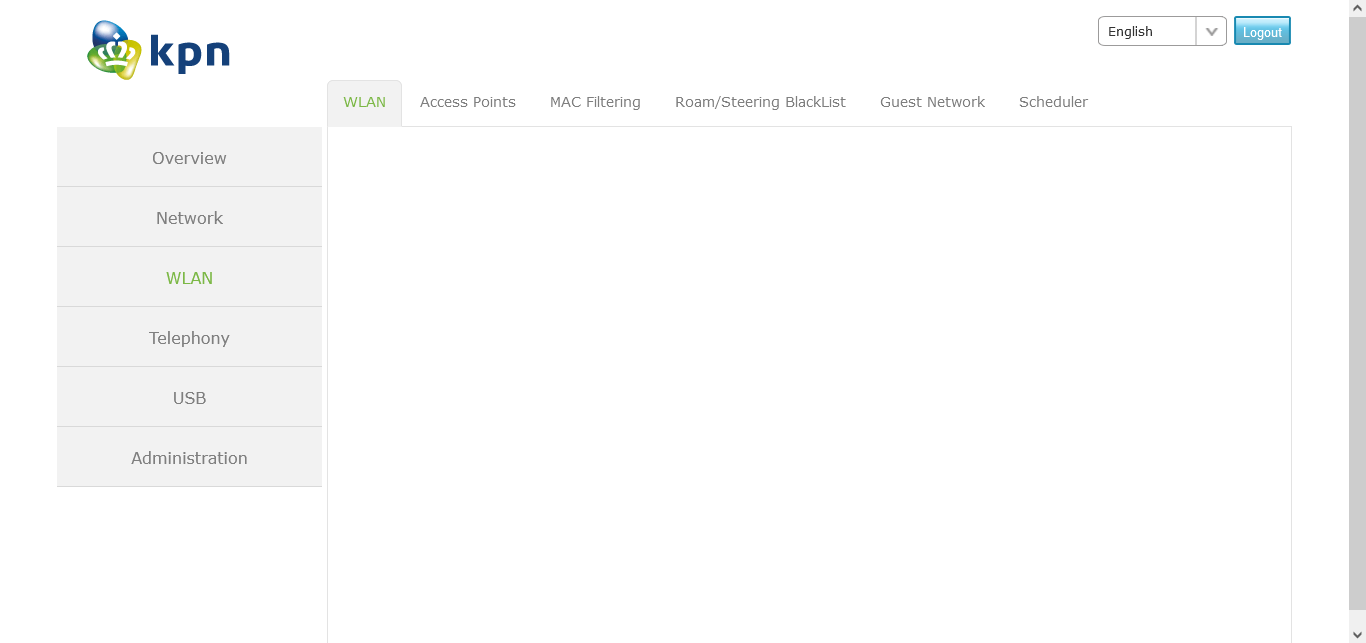 kpn
English
Logout
WLAN Access Points MAC Filtering Roam/Steering BlackList Guest Network Scheduler
Overview
Network
WLAN
Telephony
USB
Administration